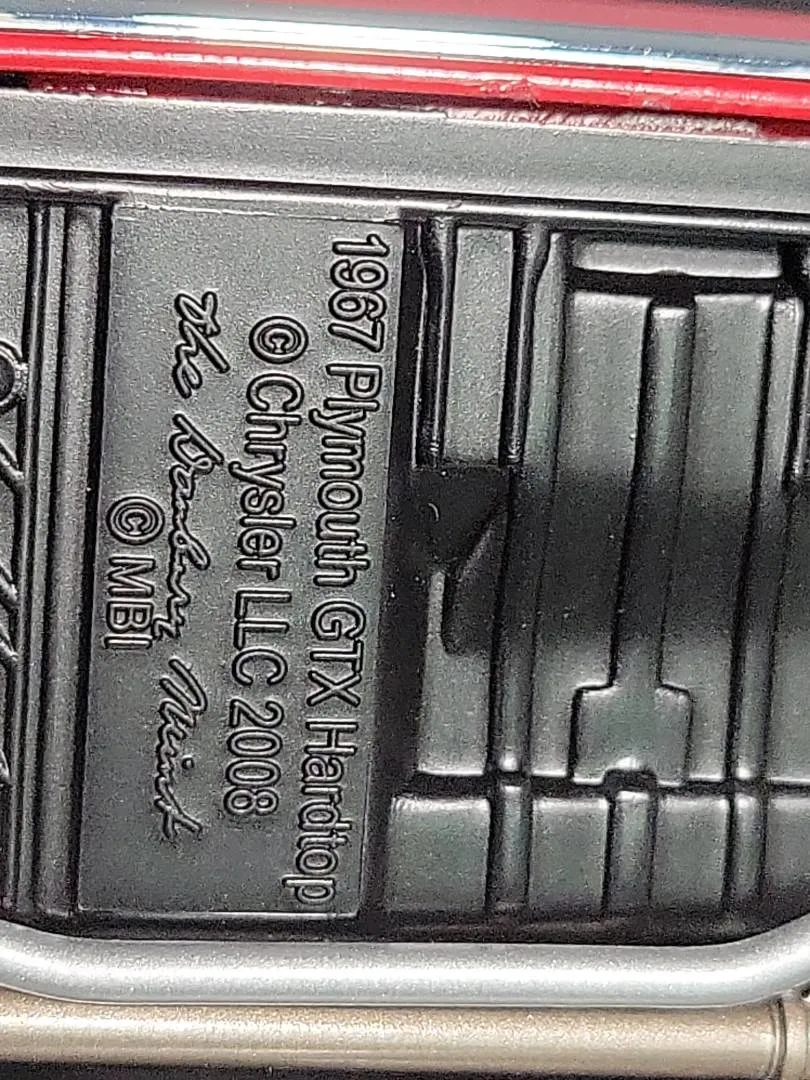 1967 Plymouth GTX Hardtop
© Chrysler LLC 2008
the Danbury Mint
© MBI